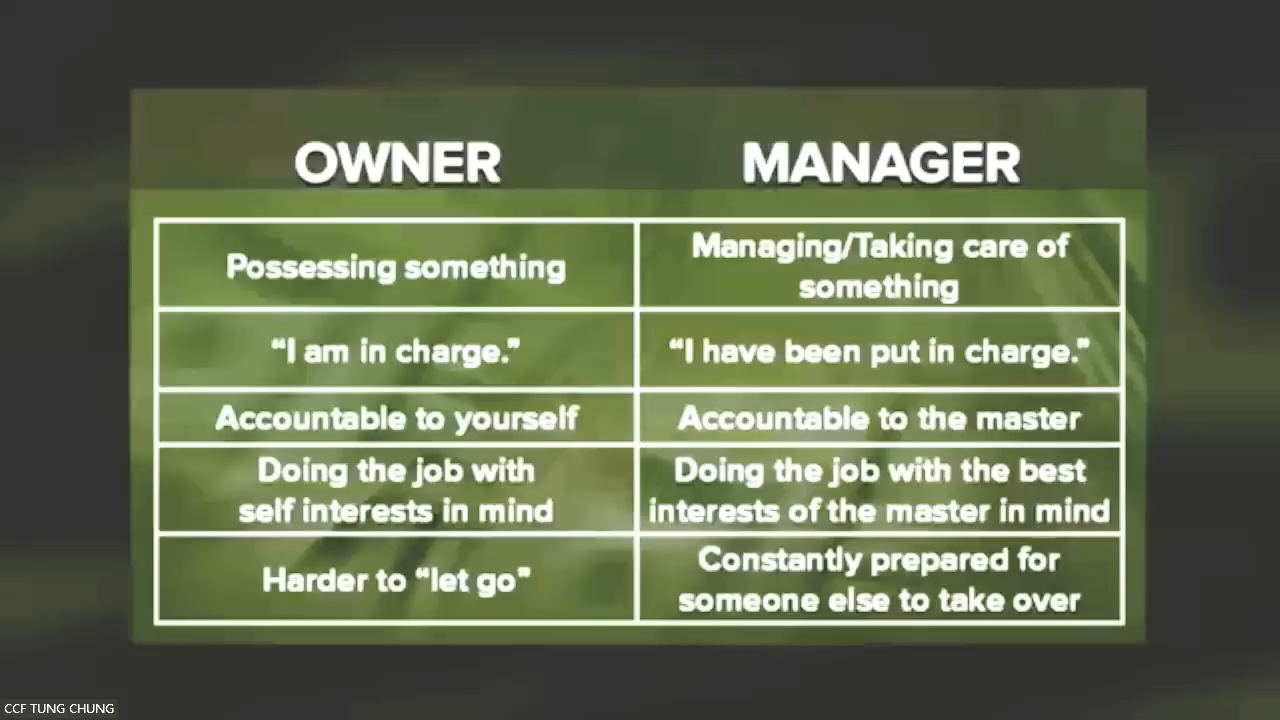 OWNER
MANAGER
Possessing something
Managing/Taking care of
something
“I am in charge.”
“I have been put in charge.”
Accountable to yourself
Accountable to the master
Doing the job with
self interests in mind
Doing the job with the best
interests of the master in mind
Harder to “let go”
Constantly prepared for
someone else to take over
CCF TUNG CHUNG